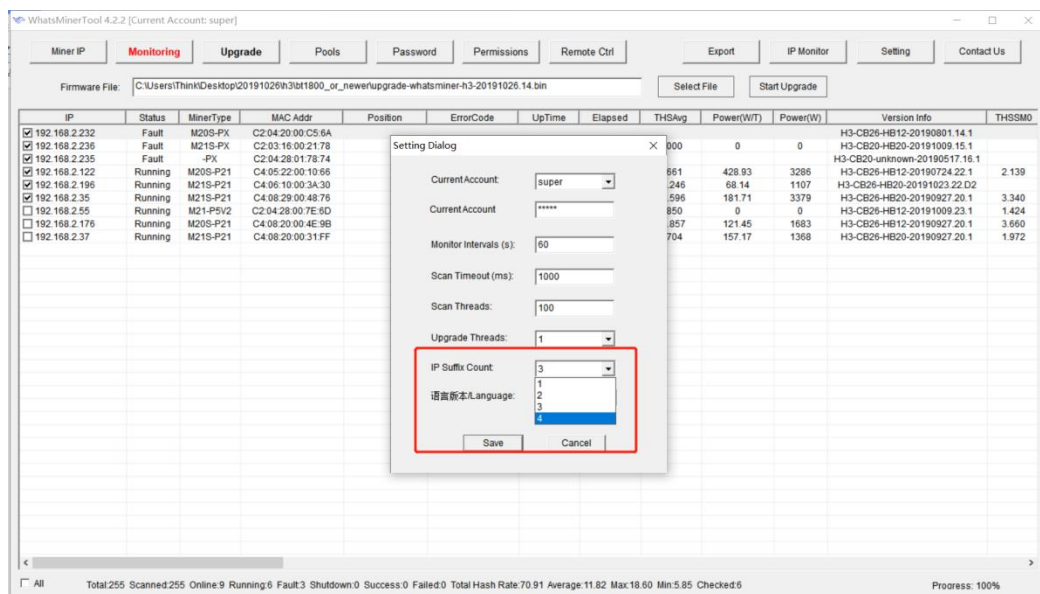 WhatsMinerTool 4.2.2 [Current Account: super]
Miner IP Monitoring Upgrade Pools Password Permissions Remote Ctrl Export IP Monitor Setting Contact Us
Firmware File: C:\Users\Think\Desktop\20191026\h3\bt1800_or_newer\upgrade-whatsminer-h3-20191026.14.bin Select File Start Upgrade
IP Status MinerType MAC Addr Position ErrorCode UpTime Elapsed THSAvg Power(W/T) Power(W) Version Info THSSM0
192.168.2.232 Fault M20S-PX C2:04:20:00:C5:6A H3-CB26-HB12-20190801.14.1
192.168.2.236 Fault M21S-PX C2:03:16:00:21:78 000 0 0 H3-CB26-HB20-20191009.15.1
192.168.2.235 Fault -PX C2:04:28:01:78:74 H3-CB20-unknown-20190517.16.1
192.168.2.122 Running M20S-P21 C4:05:22:00:10:66 661 428.93 3286 H3-CB26-HB12-20190724.22.1 2.139
192.168.2.196 Running M21S-P21 C4:06:10:00:3A:30 .246 68.14 1107 H3-CB26-HB20-20191023.22.D2
192.168.2.35 Running M21S-P21 C4:08:29:00:48:76 .596 181.71 3379 H3-CB26-HB20-20190927.20.1 3.340
192.168.2.55 Running M21-P5V2 C2:04:28:00:7E:6D 850 0 0 H3-CB26-HB12-20191009.23.1 1.424
192.168.2.176 Running M20S-P21 C4:08:20:00:4E:9B .857 121.45 1683 H3-CB26-HB20-20190927.20.1 3.660
192.168.2.37 Running M21S-P21 C4:08:20:00:31:FF 704 157.17 1368 H3-CB26-HB20-20190927.20.1 1.972
Setting Dialog
CurrentAccount: super
CurrentAccount *****
Monitor Intervals (s): 60
Scan Timeout (ms): 1000
Scan Threads: 100
Upgrade Threads: 1
IP Suffix Count: 3
1
语言版本/Language: 2
3
4
Save Cancel
All Total:255 Scanned:255 Online:9 Running:6 Fault:3 Shutdown:0 Success:0 Failed:0 Total Hash Rate:70.91 Average:11.82 Max:18.60 Min:5.85 Checked:6 Progress: 100%